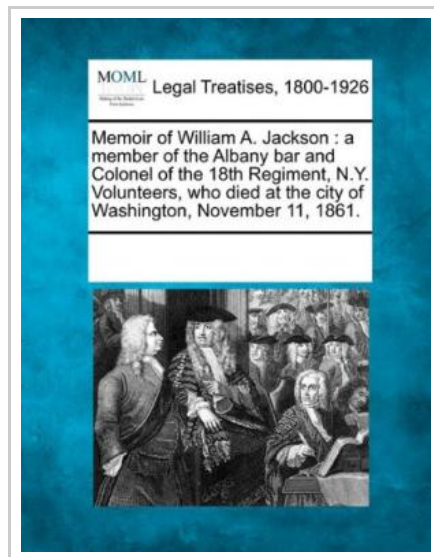 MOML
Legal Treatises, 1800-1926
Memoir of William A. Jackson : a
member of the Albany bar and
Colonel of the 18th Regiment, N.Y.
Volunteers, who died at the city of
Washington, November 11, 1861.